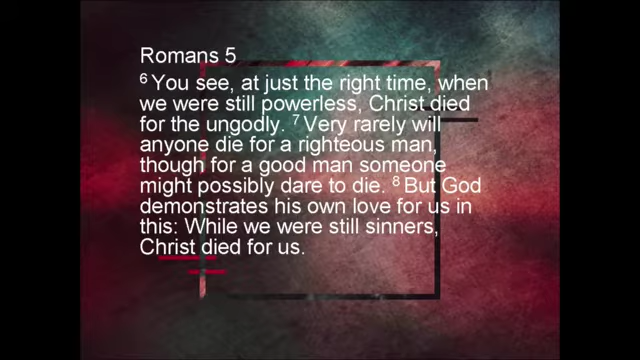 Romans 5
⁶ You see, at just the right time, when
we were still powerless, Christ died
for the ungodly. ⁷ Very rarely will
anyone die for a righteous man,
though for a good man someone
might possibly dare to die. ⁸ But God
demonstrates his own love for us in
this: While we were still sinners,
Christ died for us.